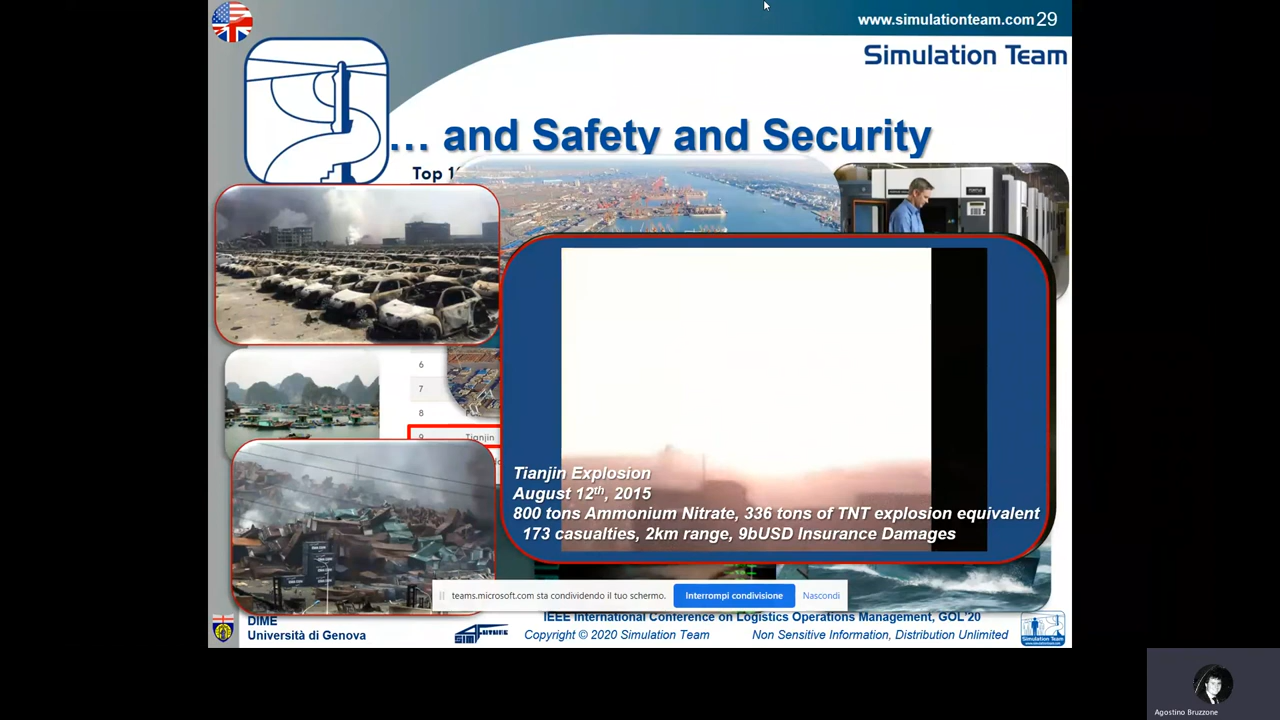 www.simulationteam.com 29
Simulation Team
... and Safety and Security
Top 1
6
7
8
9 Tianjin
Tianjin Explosion
August 12th, 2015
800 tons Ammonium Nitrate, 336 tons of TNT explosion equivalent
173 casualties, 2km range, 9bUSD Insurance Damages
teams.microsoft.com sta condividendo il tuo schermo.
Interrompi condivisione
Nascondi
DIME
Università di Genova
IEEE International Conference on Logistics Operations Management, GOL'20
Copyright © 2020 Simulation Team
Non Sensitive Information, Distribution Unlimited
Simulation Team
Agostino Bruzzone